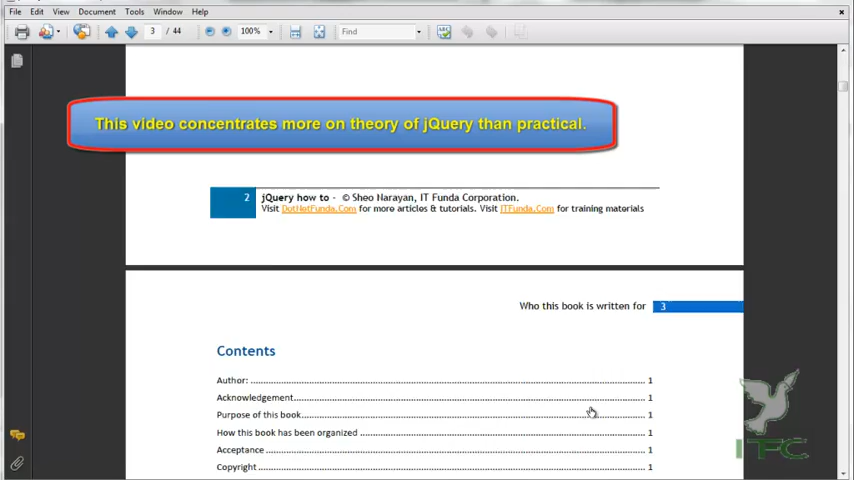 File Edit View Document Tools Window Help
3 / 44 100% Find
This video concentrates more on theory of jQuery than practical.
2 jQuery how to - © Sheo Narayan, IT Funda Corporation.
Visit DotNetFunda.Com for more articles & tutorials. Visit ITFunda.Com for training materials
Who this book is written for 3
Contents
Author: 1
Acknowledgement 1
Purpose of this book 1
How this book has been organized 1
Acceptance 1
Copyright 1
ITFC